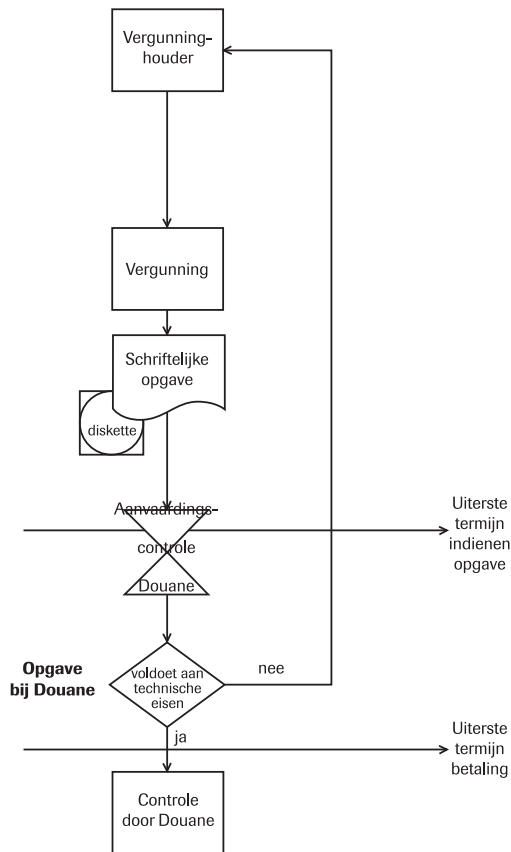 Vergunning-
houder
Vergunning
Schriftelijke
opgave
diskette
Aanvaardings-
controle
Douane
Uiterste
termijn
indienen
opgave
Opgave
bij Douane
voldoet aan
technische
eisen
nee
ja
Uiterste
termijn
betaling
Controle
door Douane